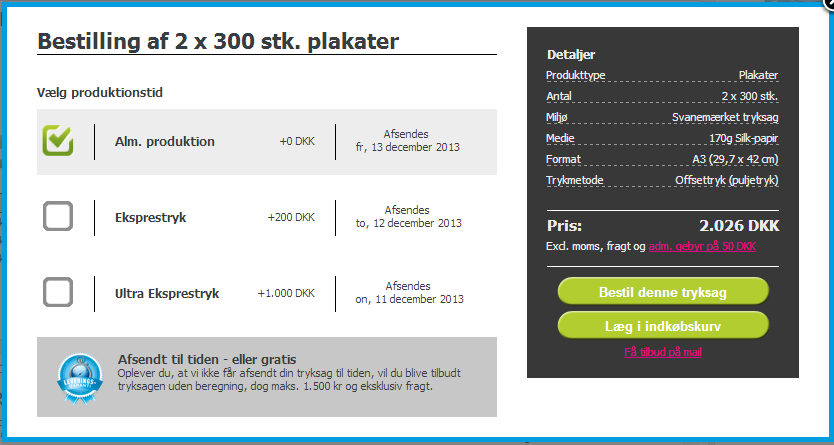 Bestilling af 2 x 300 stk. plakater
Vælg produktionstid
Alm. produktion +0 DKK Afsendes
fr, 13 december 2013
Eksprestryk +200 DKK Afsendes
to, 12 december 2013
Ultra Eksprestryk +1.000 DKK Afsendes
on, 11 december 2013
LEVERINGS-
GARANTI
Afsendt til tiden - eller gratis
Oplever du, at vi ikke får afsendt din tryksag til tiden, vil du blive tilbudt
tryksagen uden beregning, dog maks. 1.500 kr og eksklusiv fragt.
Detaljer
Produkttype Plakater
Antal 2 x 300 stk.
Miljø Svanemærket tryksag
Medie 170g Silk-papir
Format A3 (29,7 x 42 cm)
Trykmetode Offsettryk (puljetryk)
Pris: 2.026 DKK
Excl. moms, fragt og adm. gebyr på 50 DKK
Bestil denne tryksag
Læg i indkøbskurv
Få tilbud på mail